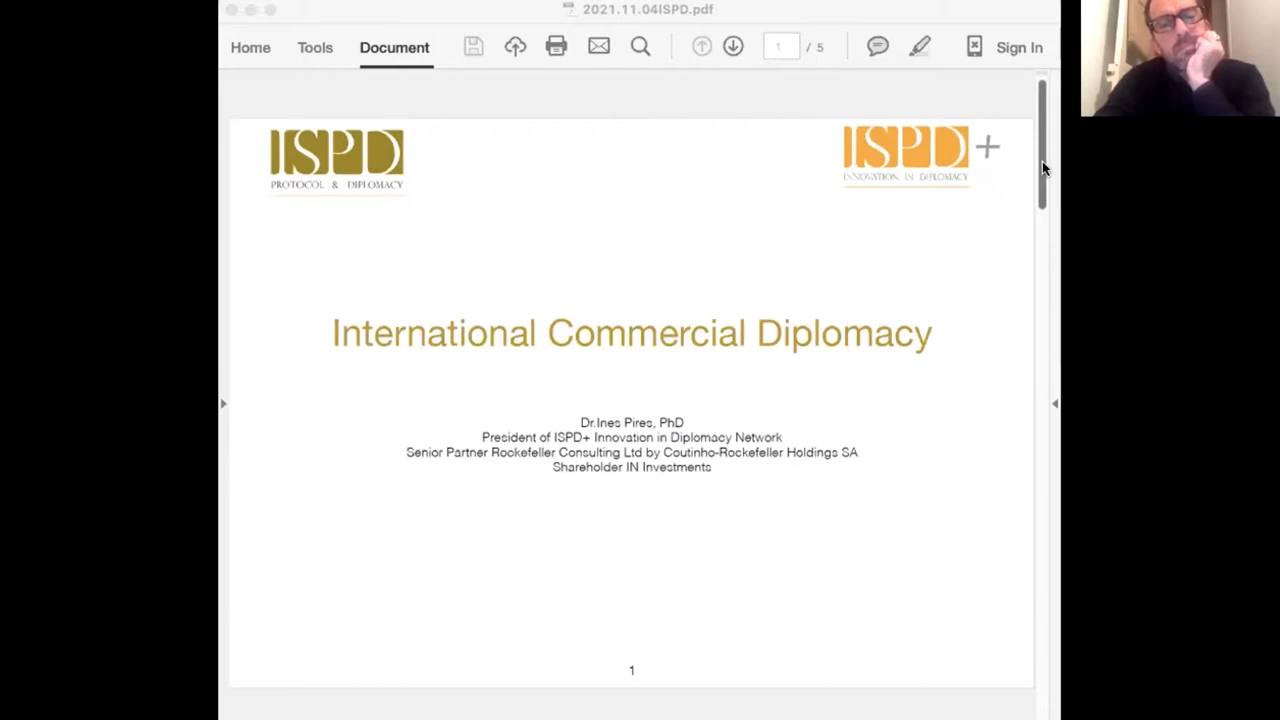 2021.11.04ISPD.pdf
Home Tools Document 1 / 5 Sign In
ISPD
PROTOCOL & DIPLOMACY
ISPD +
INNOVATION IN DIPLOMACY
International Commercial Diplomacy
Dr.Ines Pires, PhD
President of ISPD+ Innovation in Diplomacy Network
Senior Partner Rockefeller Consulting Ltd by Coutinho-Rockefeller Holdings SA
Shareholder IN Investments
1